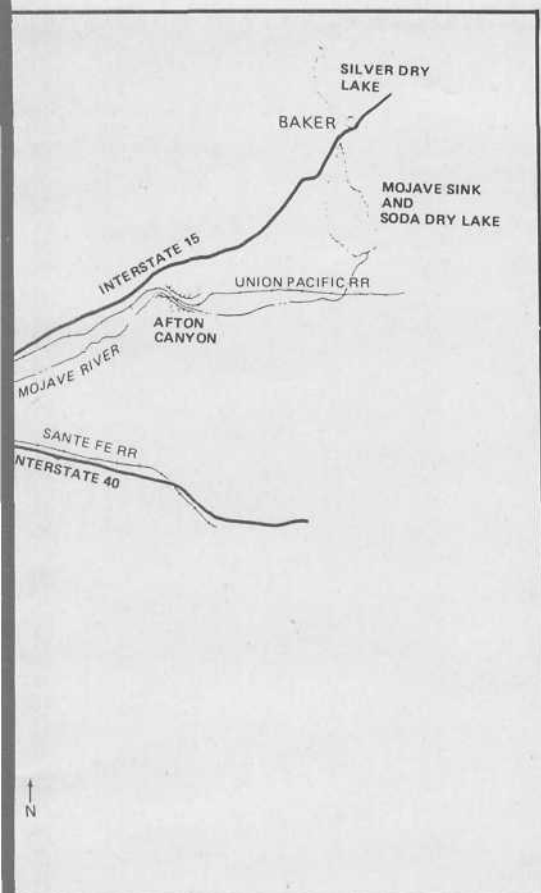 SILVER DRY
LAKE
BAKER
MOJAVE SINK
AND
SODA DRY LAKE
INTERSTATE 15
UNION PACIFIC RR
AFTON
CANYON
MOJAVE RIVER
SANTE FE RR
NTERSTATE 40
N